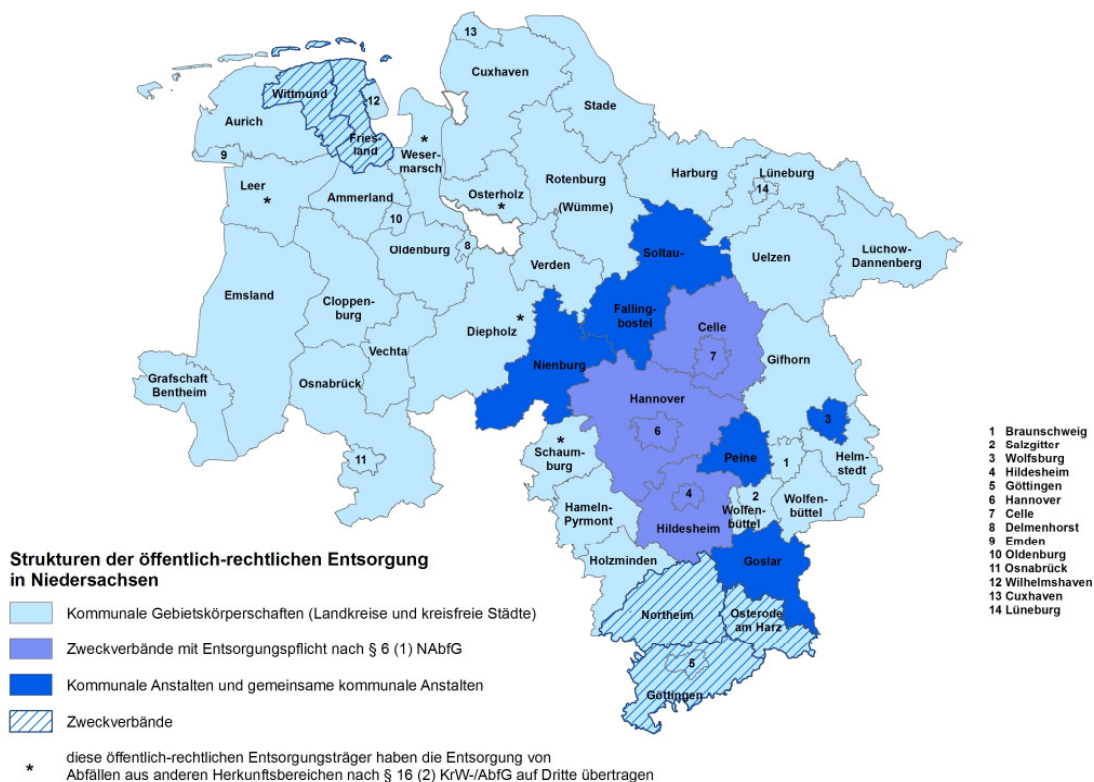 13
Cuxhaven
Wittmund
12
Stade
Aurich
Fries-
land
*
Weser-
marsch
9
Harburg
Lüneburg
14
Leer
*
Ammerland
Osterholz
*
Rotenburg
(Wümme)
10
Oldenburg
8
Soltau-
Uelzen
Lüchow-
Dannenberg
Verden
Emsland
Cloppen-
burg
Diepholz
*
Falling-
bostel
Celle
7
Vechta
Nienburg
Gifhorn
Grafschaft
Bentheim
Osnabrück
Hannover
6
3
11
*
Schaum-
burg
Peine
1
Helm-
stedt
4
2
Wolfen-
büttel
Wolfen-
büttel
Hameln-
Pyrmont
Hildesheim
Holzminden
Goslar
Northeim
Osterode
am Harz
5
Göttingen
1 Braunschweig
2 Salzgitter
3 Wolfsburg
4 Hildesheim
5 Göttingen
6 Hannover
7 Celle
8 Delmenhorst
9 Emden
10 Oldenburg
11 Osnabrück
12 Wilhelmshaven
13 Cuxhaven
14 Lüneburg
Strukturen der öffentlich-rechtlichen Entsorgung
in Niedersachsen
Kommunale Gebietskörperschaften (Landkreise und kreisfreie Städte)
Zweckverbände mit Entsorgungspflicht nach § 6 (1) NAbfG
Kommunale Anstalten und gemeinsame kommunale Anstalten
Zweckverbände
* diese öffentlich-rechtlichen Entsorgungsträger haben die Entsorgung von
Abfällen aus anderen Herkunftsbereichen nach § 16 (2) KrW-/AbfG auf Dritte übertragen